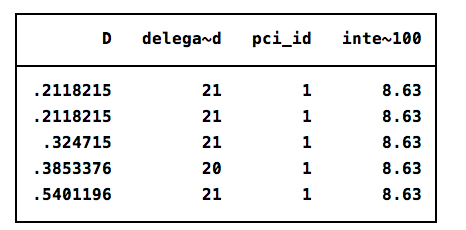 D delega~d pci_id inte~100
.2118215 21 1 8.63
.2118215 21 1 8.63
.324715 21 1 8.63
.3853376 20 1 8.63
.5401196 21 1 8.63